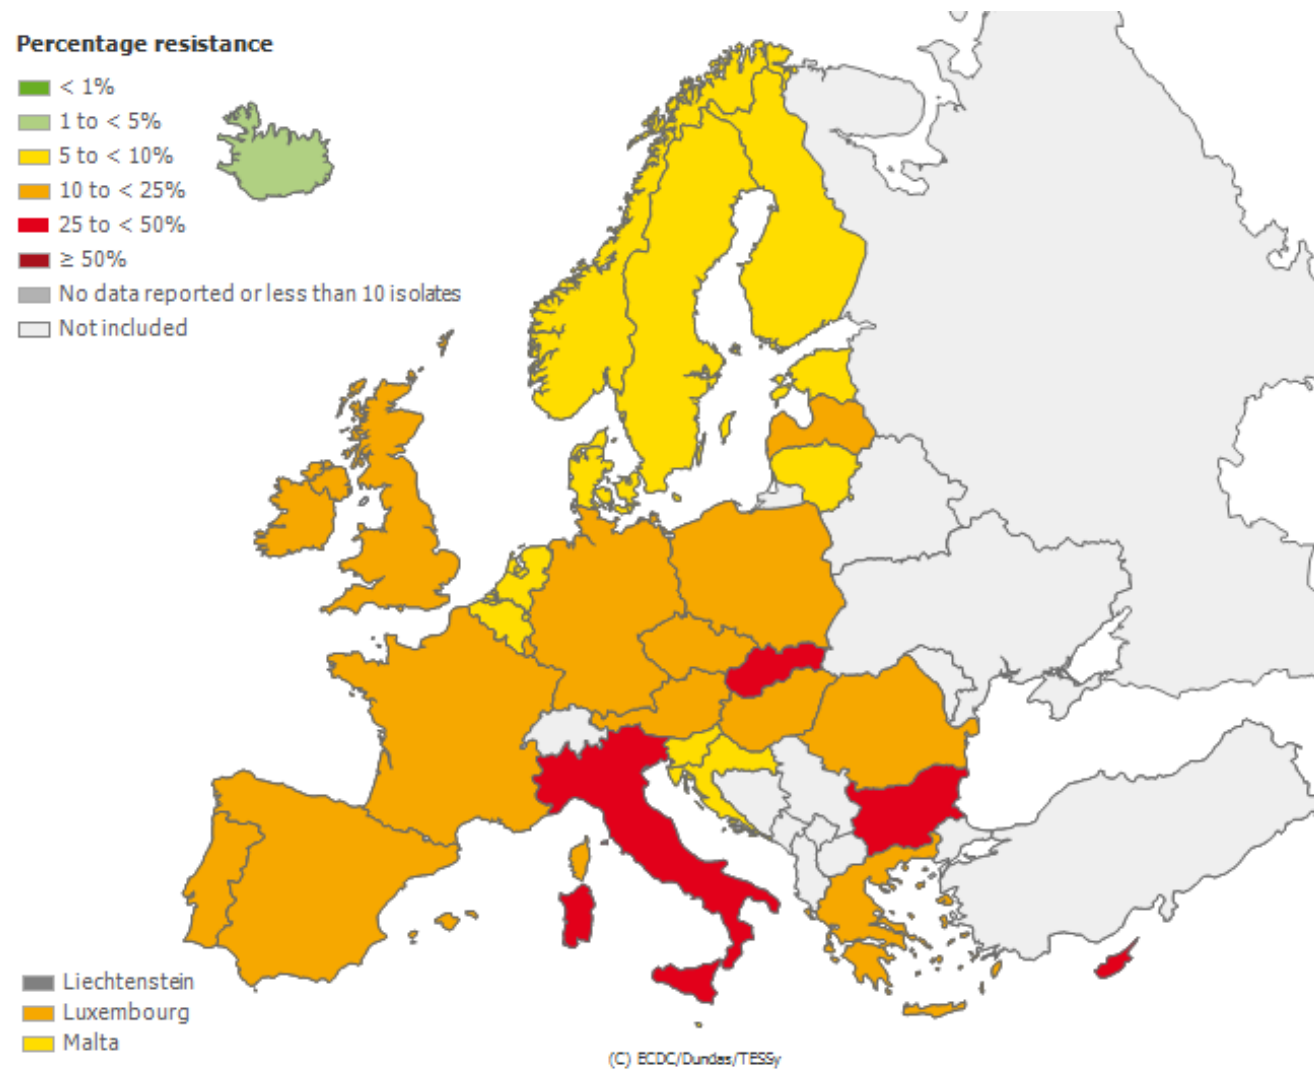 Percentage resistance
< 1%
1 to < 5%
5 to < 10%
10 to < 25%
25 to < 50%
≥ 50%
No data reported or less than 10 isolates
Not included
Liechtenstein
Luxembourg
Malta
(C) ECDC/Dundas/TESSy